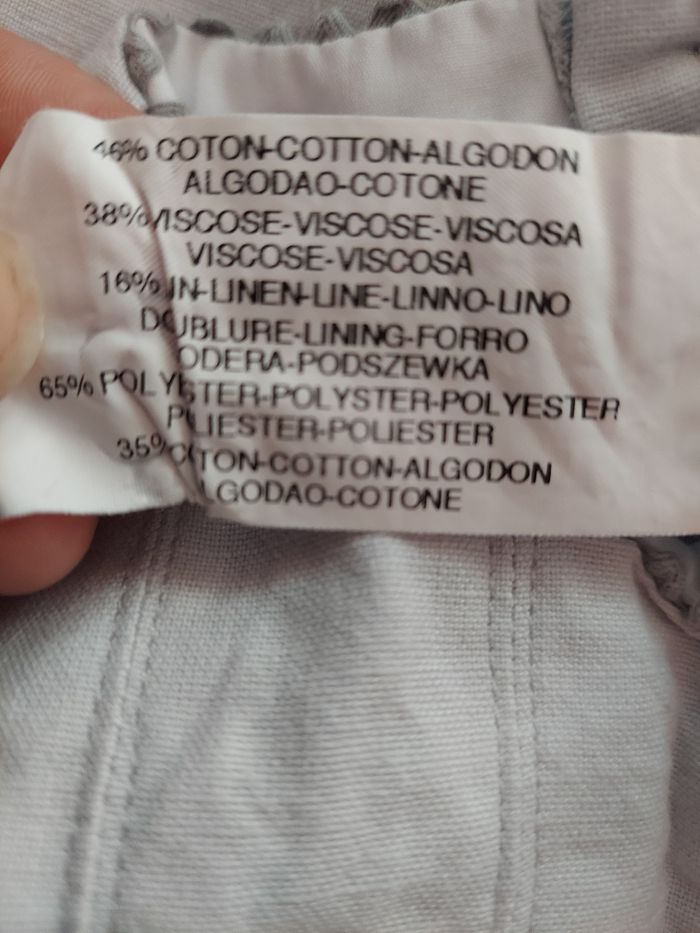 46% COTON-COTTON-ALGODON
ALGODAO-COTONE
38% VISCOSE-VISCOSE-VISCOSA
VISCOSE-VISCOSA
16% LIN-LINEN-LINE-LINNO-LINO
DOUBLURE-LINING-FORRO
FODERA-PODSZEWKA
65% POLYESTER-POLYSTER-POLYESTER
POLIESTER-POLIESTER
35% COTON-COTTON-ALGODON
ALGODAO-COTONE